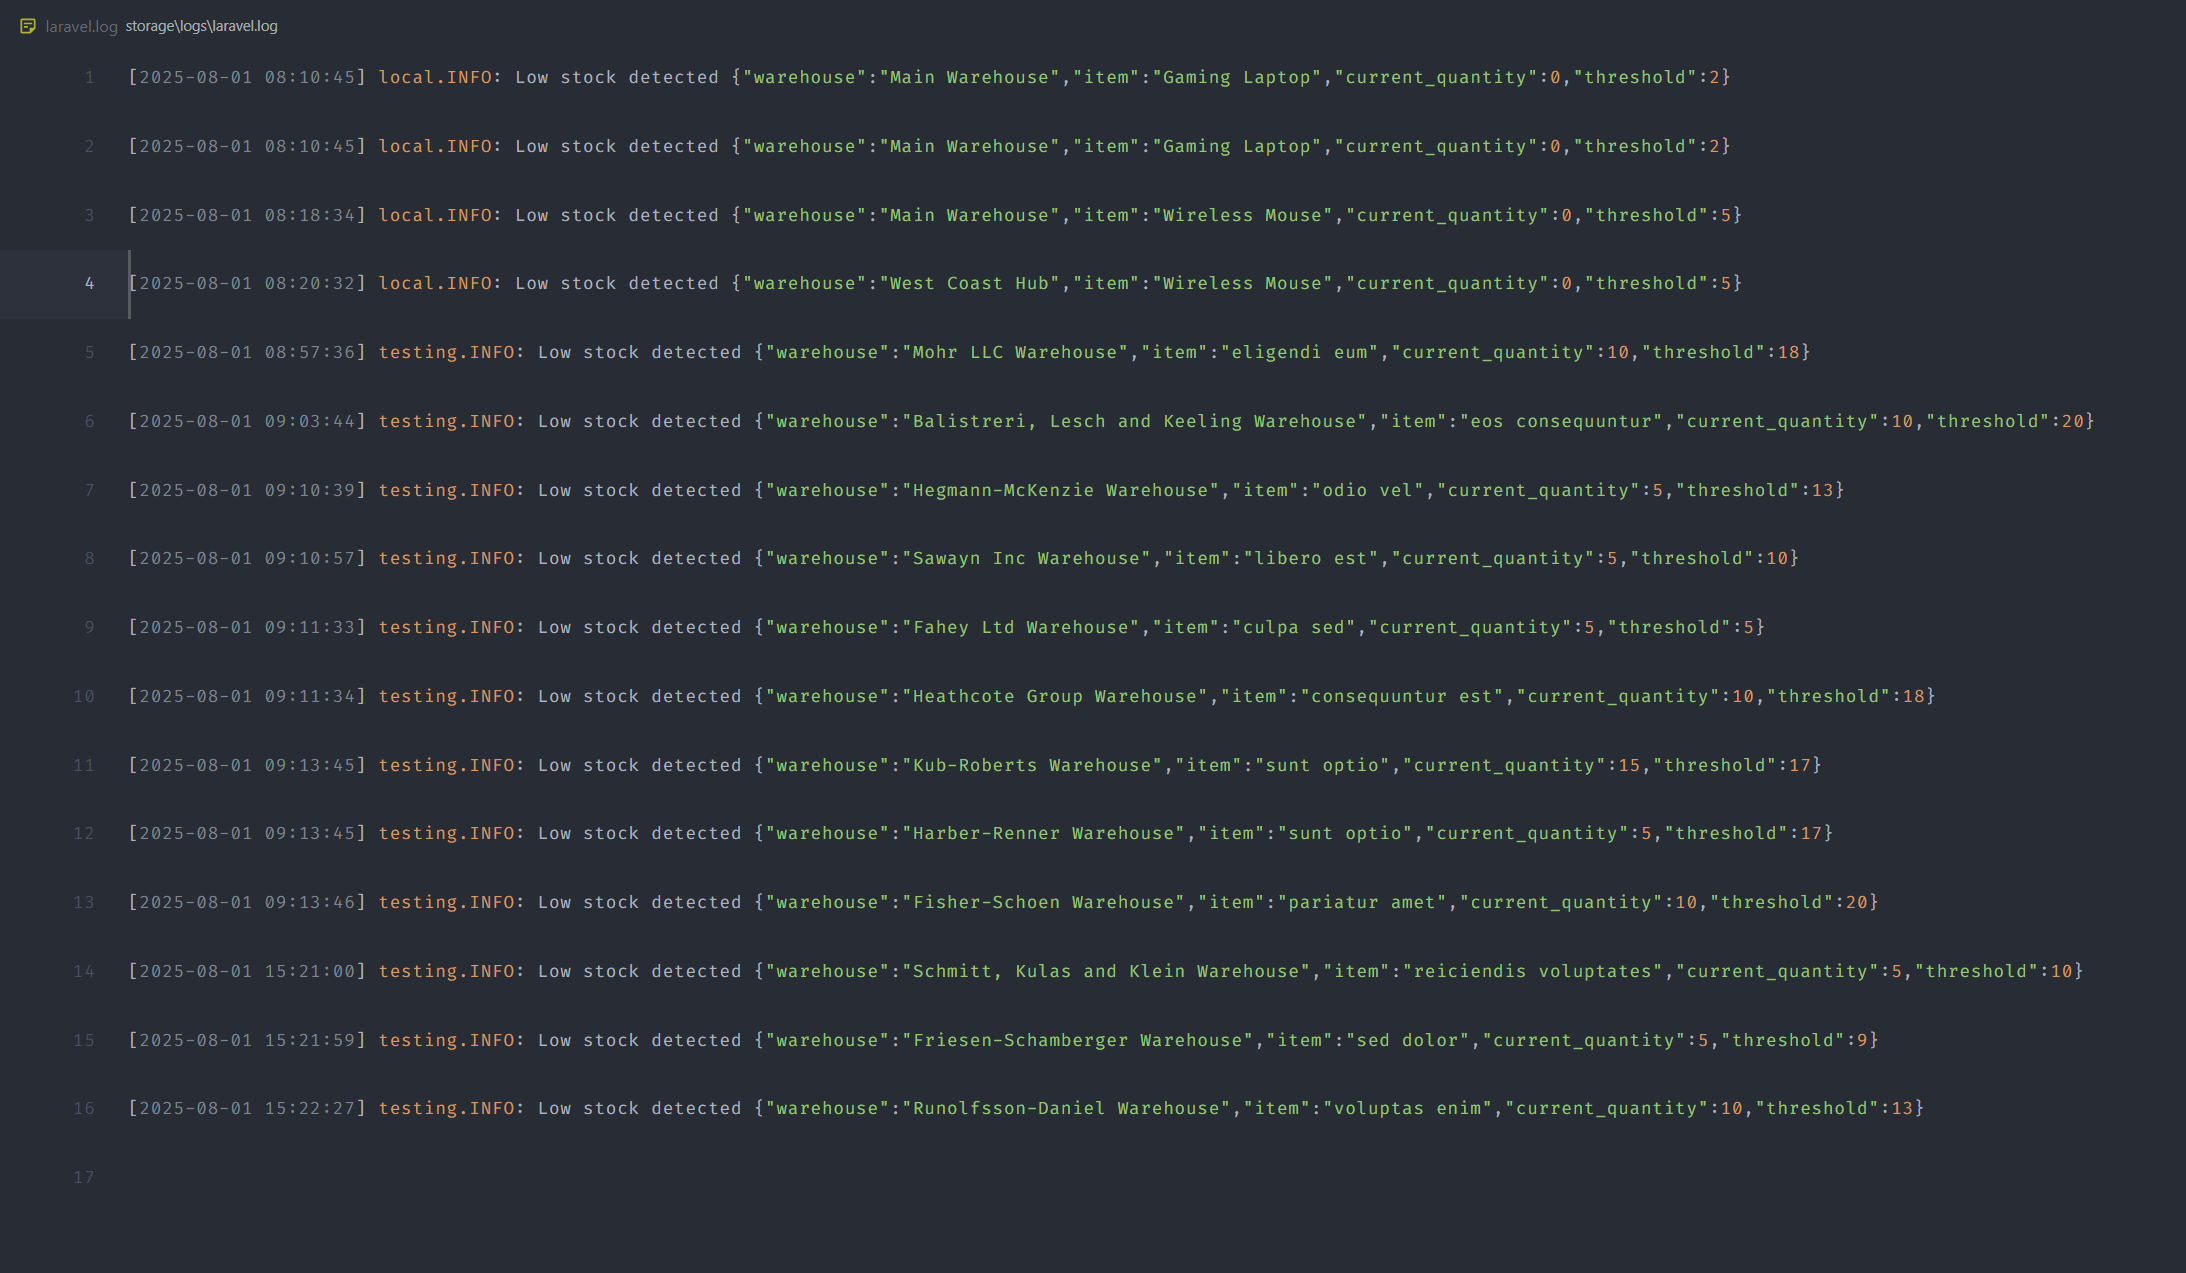 laravel.log storage\logs\laravel.log
1 [2025-08-01 08:10:45] local.INFO: Low stock detected {"warehouse":"Main Warehouse","item":"Gaming Laptop","current_quantity":0,"threshold":2}
2 [2025-08-01 08:10:45] local.INFO: Low stock detected {"warehouse":"Main Warehouse","item":"Gaming Laptop","current_quantity":0,"threshold":2}
3 [2025-08-01 08:18:34] local.INFO: Low stock detected {"warehouse":"Main Warehouse","item":"Wireless Mouse","current_quantity":0,"threshold":5}
4 [2025-08-01 08:20:32] local.INFO: Low stock detected {"warehouse":"West Coast Hub","item":"Wireless Mouse","current_quantity":0,"threshold":5}
5 [2025-08-01 08:57:36] testing.INFO: Low stock detected {"warehouse":"Mohr LLC Warehouse","item":"eligendi eum","current_quantity":10,"threshold":18}
6 [2025-08-01 09:03:44] testing.INFO: Low stock detected {"warehouse":"Balistreri, Lesch and Keeling Warehouse","item":"eos consequuntur","current_quantity":10,"threshold":20}
7 [2025-08-01 09:10:39] testing.INFO: Low stock detected {"warehouse":"Hegmann-McKenzie Warehouse","item":"odio vel","current_quantity":5,"threshold":13}
8 [2025-08-01 09:10:57] testing.INFO: Low stock detected {"warehouse":"Sawayn Inc Warehouse","item":"libero est","current_quantity":5,"threshold":10}
9 [2025-08-01 09:11:33] testing.INFO: Low stock detected {"warehouse":"Fahey Ltd Warehouse","item":"culpa sed","current_quantity":5,"threshold":5}
10 [2025-08-01 09:11:34] testing.INFO: Low stock detected {"warehouse":"Heathcote Group Warehouse","item":"consequuntur est","current_quantity":10,"threshold":18}
11 [2025-08-01 09:13:45] testing.INFO: Low stock detected {"warehouse":"Kub-Roberts Warehouse","item":"sunt optio","current_quantity":15,"threshold":17}
12 [2025-08-01 09:13:45] testing.INFO: Low stock detected {"warehouse":"Harber-Renner Warehouse","item":"sunt optio","current_quantity":5,"threshold":17}
13 [2025-08-01 09:13:46] testing.INFO: Low stock detected {"warehouse":"Fisher-Schoen Warehouse","item":"pariatur amet","current_quantity":10,"threshold":20}
14 [2025-08-01 15:21:00] testing.INFO: Low stock detected {"warehouse":"Schmitt, Kulas and Klein Warehouse","item":"reiciendis voluptates","current_quantity":5,"threshold":10}
15 [2025-08-01 15:21:59] testing.INFO: Low stock detected {"warehouse":"Friesen-Schamberger Warehouse","item":"sed dolor","current_quantity":5,"threshold":9}
16 [2025-08-01 15:22:27] testing.INFO: Low stock detected {"warehouse":"Runolfsson-Daniel Warehouse","item":"voluptas enim","current_quantity":10,"threshold":13}
17